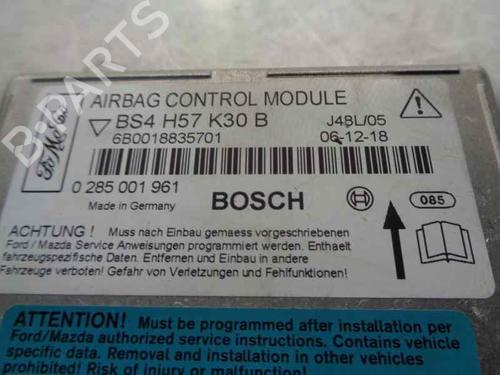 B-PARTS
FoMoCo
AIRBAG CONTROL MODULE
BS4 H57 K30 B
J48L/05
6B0018835701
06-12-18
0 285 001 961
Made in Germany
BOSCH
085
ACHTUNG ! Muss nach Einbau gemaess vorgeschriebenen
Ford / Mazda Service Anweisungen programmiert werden. Enthaelt
fahrzeugspezifische Daten. Entfernen und Einbau in andere
Fahrzeuge verboten! Gefahr von Verletzungen und Fehlfunktionen!
ATTENTION! Must be programmed after installation per
Ford/Mazda authorized service instructions. Contains vehicle
specific data. Removal and installation in other vehicles
prohibited! Risk of injury or malfunction!